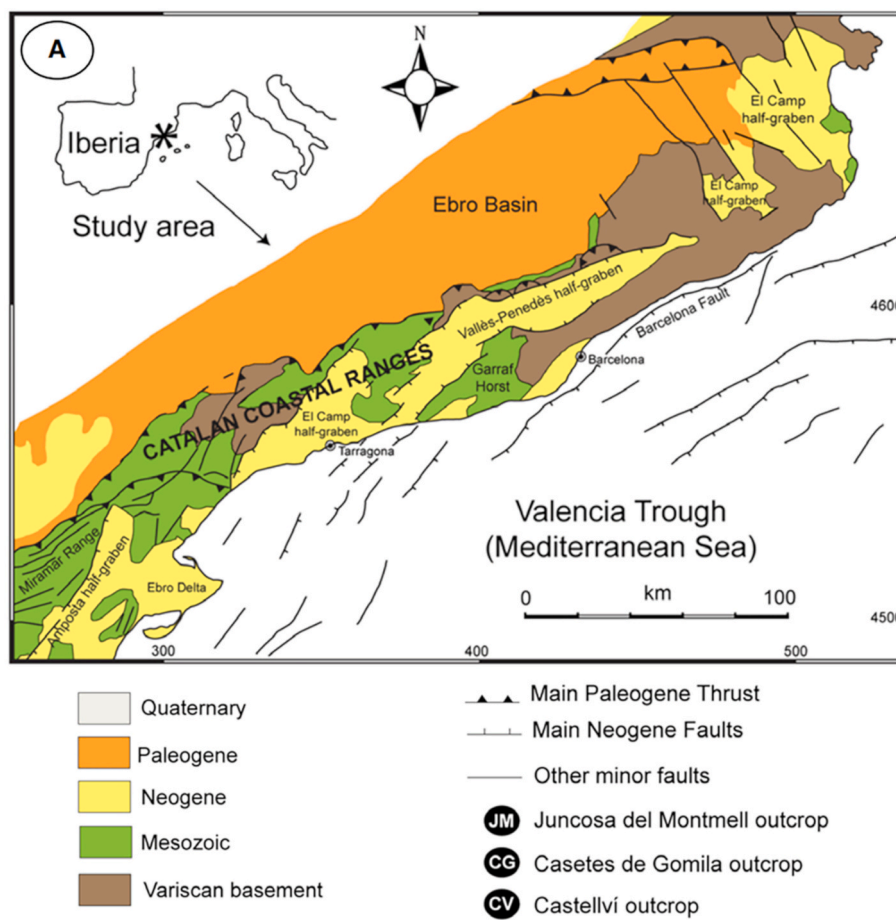 A
N
Iberia
Study area
El Camp
half-graben
El Camp
half-graben
Ebro Basin
Vallès-Penedès half-graben
Barcelona Fault
4600
Barcelona
Garraf
Horst
CATALAN COASTAL RANGES
El Camp
half-graben
Tarragona
Valencia Trough
(Mediterranean Sea)
Miramar Range
Amposta half-graben
Ebro Delta
0 km 100
4500
300 400 500
Quaternary
Paleogene
Neogene
Mesozoic
Variscan basement
Main Paleogene Thrust
Main Neogene Faults
Other minor faults
JM Juncosa del Montmell outcrop
CG Casetes de Gomila outcrop
CV Castellví outcrop